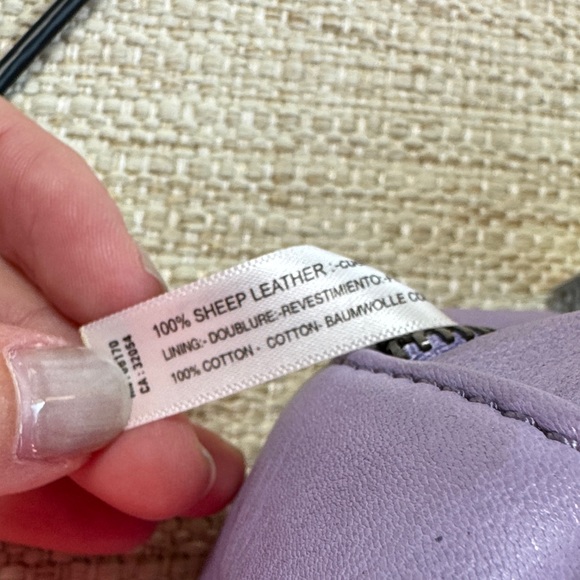 100% SHEEP LEATHER :-
LINING:- DOUBLURE:-REVESTIMIENTO:-
100% COTTON - COTTON- BAUMWOLLE
CA : 32054